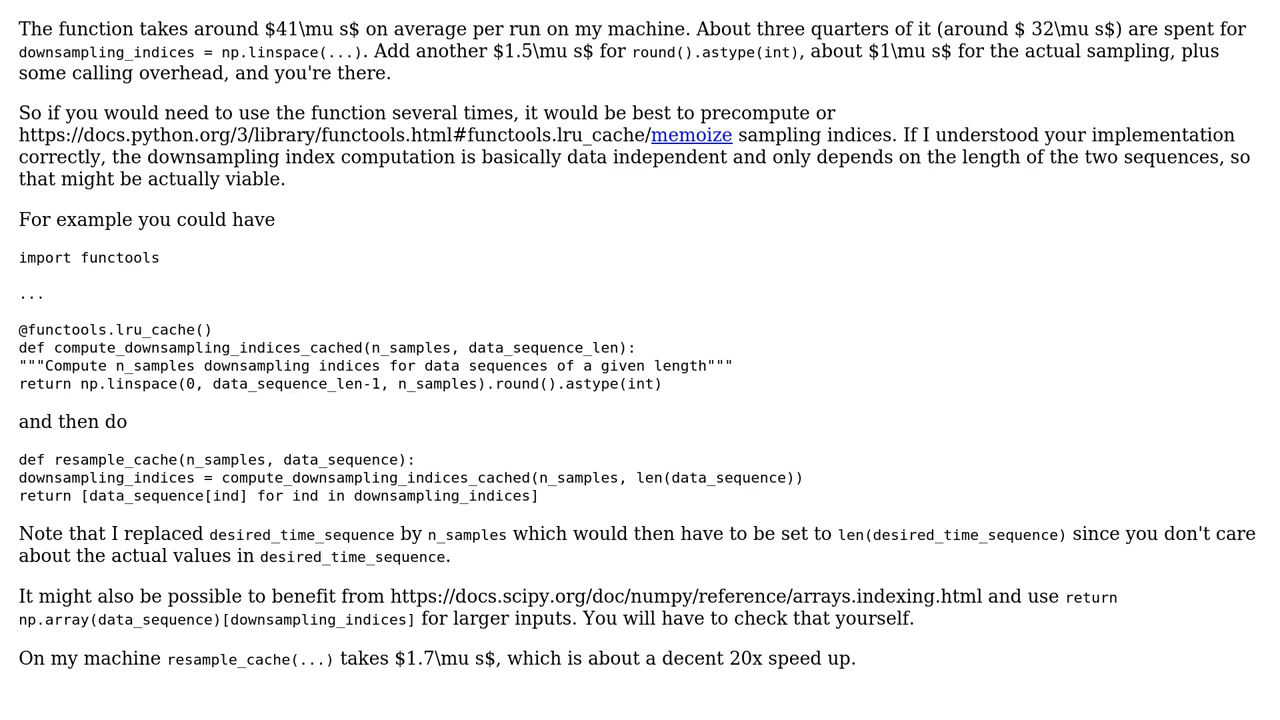 The function takes around $41\mu s$ on average per run on my machine. About three quarters of it (around $ 32\mu s$) are spent for
downsampling_indices = np.linspace(...). Add another $1.5\mu s$ for round().astype(int), about $1\mu s$ for the actual sampling, plus
some calling overhead, and you're there.
So if you would need to use the function several times, it would be best to precompute or
https://docs.python.org/3/library/functools.html#functools.lru_cache/memoize sampling indices. If I understood your implementation
correctly, the downsampling index computation is basically data independent and only depends on the length of the two sequences, so
that might be actually viable.
For example you could have
import functools
...
@functools.lru_cache()
def compute_downsampling_indices_cached(n_samples, data_sequence_len):
"""Compute n_samples downsampling indices for data sequences of a given length"""
return np.linspace(0, data_sequence_len-1, n_samples).round().astype(int)
and then do
def resample_cache(n_samples, data_sequence):
downsampling_indices = compute_downsampling_indices_cached(n_samples, len(data_sequence))
return [data_sequence[ind] for ind in downsampling_indices]
Note that I replaced desired_time_sequence by n_samples which would then have to be set to len(desired_time_sequence) since you don't care
about the actual values in desired_time_sequence.
It might also be possible to benefit from https://docs.scipy.org/doc/numpy/reference/arrays.indexing.html and use return
np.array(data_sequence)[downsampling_indices] for larger inputs. You will have to check that yourself.
On my machine resample_cache(...) takes $1.7\mu s$, which is about a decent 20x speed up.